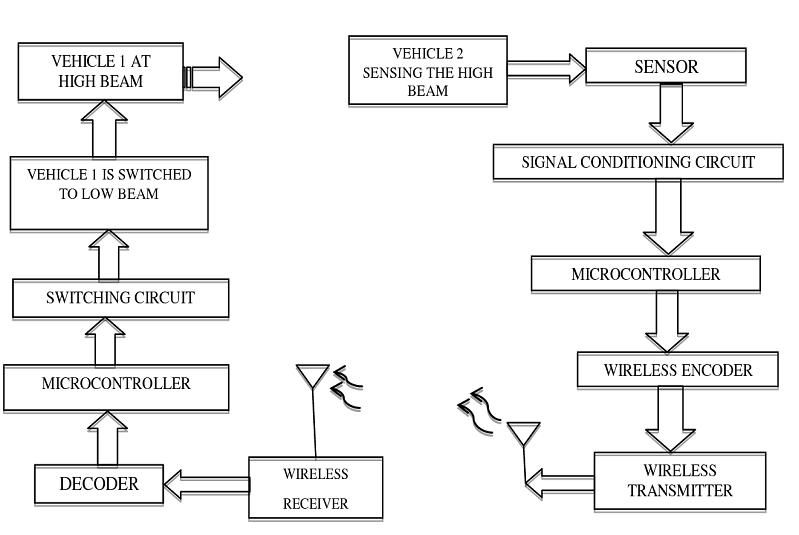 VEHICLE 1 AT
HIGH BEAM
VEHICLE 1 IS SWITCHED
TO LOW BEAM
SWITCHING CIRCUIT
MICROCONTROLLER
DECODER
WIRELESS
RECEIVER
VEHICLE 2
SENSING THE HIGH
BEAM
SENSOR
SIGNAL CONDITIONING CIRCUIT
MICROCONTROLLER
WIRELESS ENCODER
WIRELESS
TRANSMITTER